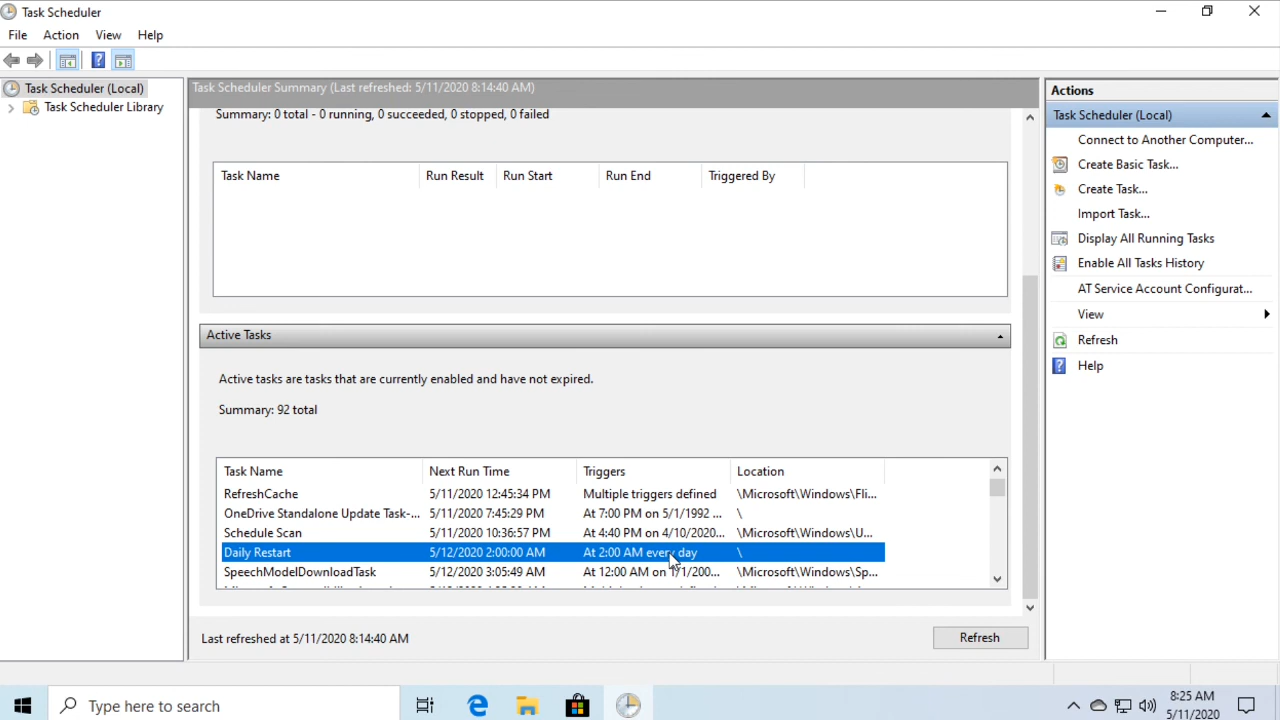 Task Scheduler
File Action View Help
Task Scheduler (Local)
Task Scheduler Library
Task Scheduler Summary (Last refreshed: 5/11/2020 8:14:40 AM)
Summary: 0 total - 0 running, 0 succeeded, 0 stopped, 0 failed
Task Name Run Result Run Start Run End Triggered By
Active Tasks
Active tasks are tasks that are currently enabled and have not expired.
Summary: 92 total
Task Name Next Run Time Triggers Location
RefreshCache 5/11/2020 12:45:34 PM Multiple triggers defined \Microsoft\Windows\Fli...
OneDrive Standalone Update Task-... 5/11/2020 7:45:29 PM At 7:00 PM on 5/1/1992 ... \
Schedule Scan 5/11/2020 10:36:57 PM At 4:40 PM on 4/10/2020... \Microsoft\Windows\U...
Daily Restart 5/12/2020 2:00:00 AM At 2:00 AM every day \
SpeechModelDownloadTask 5/12/2020 3:05:49 AM At 12:00 AM on 1/1/200... \Microsoft\Windows\Sp...
Last refreshed at 5/11/2020 8:14:40 AM Refresh
Actions
Task Scheduler (Local)
Connect to Another Computer...
Create Basic Task...
Create Task...
Import Task...
Display All Running Tasks
Enable All Tasks History
AT Service Account Configurat...
View
Refresh
Help
Type here to search
8:25 AM
5/11/2020